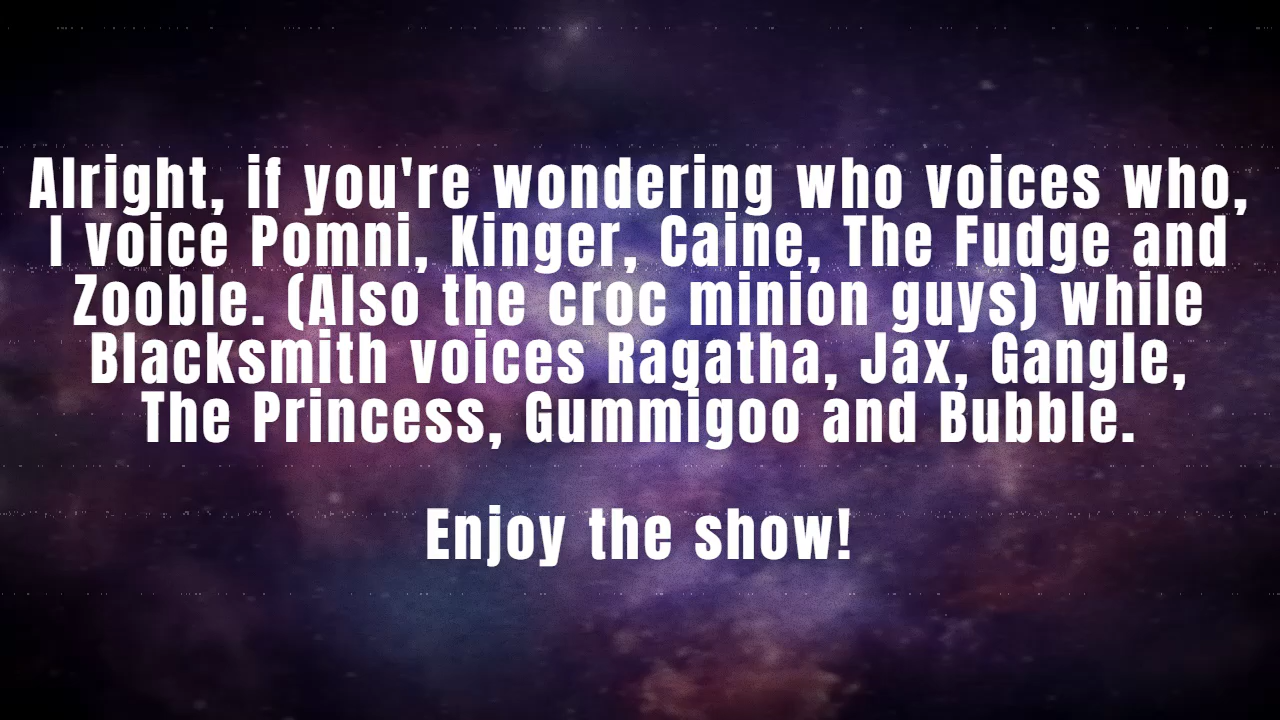 Alright, if you're wondering who voices who,
I voice Pomni, Kinger, Caine, The Fudge and
Zooble. (Also the croc minion guys) while
Blacksmith voices Ragatha, Jax, Gangle,
The Princess, Gummigoo and Bubble.
Enjoy the show!